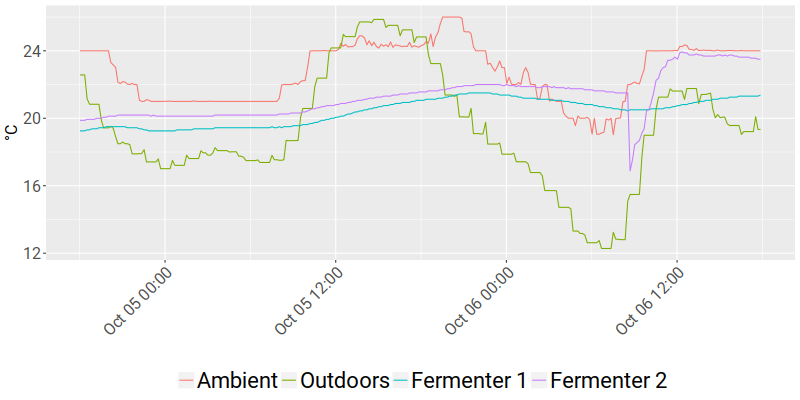 24
20
16
12
°C
Oct 05 00:00
Oct 05 12:00
Oct 06 00:00
Oct 06 12:00
Ambient Outdoors Fermenter 1 Fermenter 2